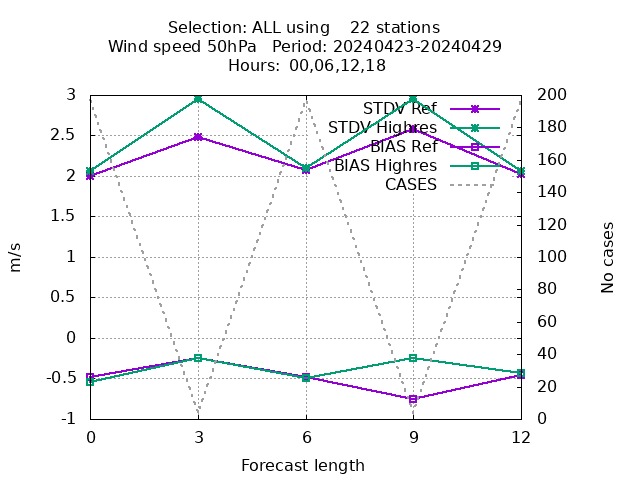 Selection: ALL using    22 stations
Wind speed 50hPa   Period: 20240423-20240429
Hours: 00,06,12,18
3
2.5
2
1.5
1
0.5
0
-0.5
-1
m/s
STDV Ref
STDV Highres
BIAS Ref
BIAS Highres
CASES
200
180
160
140
120
100
80
60
40
20
0
No cases
0 3 6 9 12
Forecast length